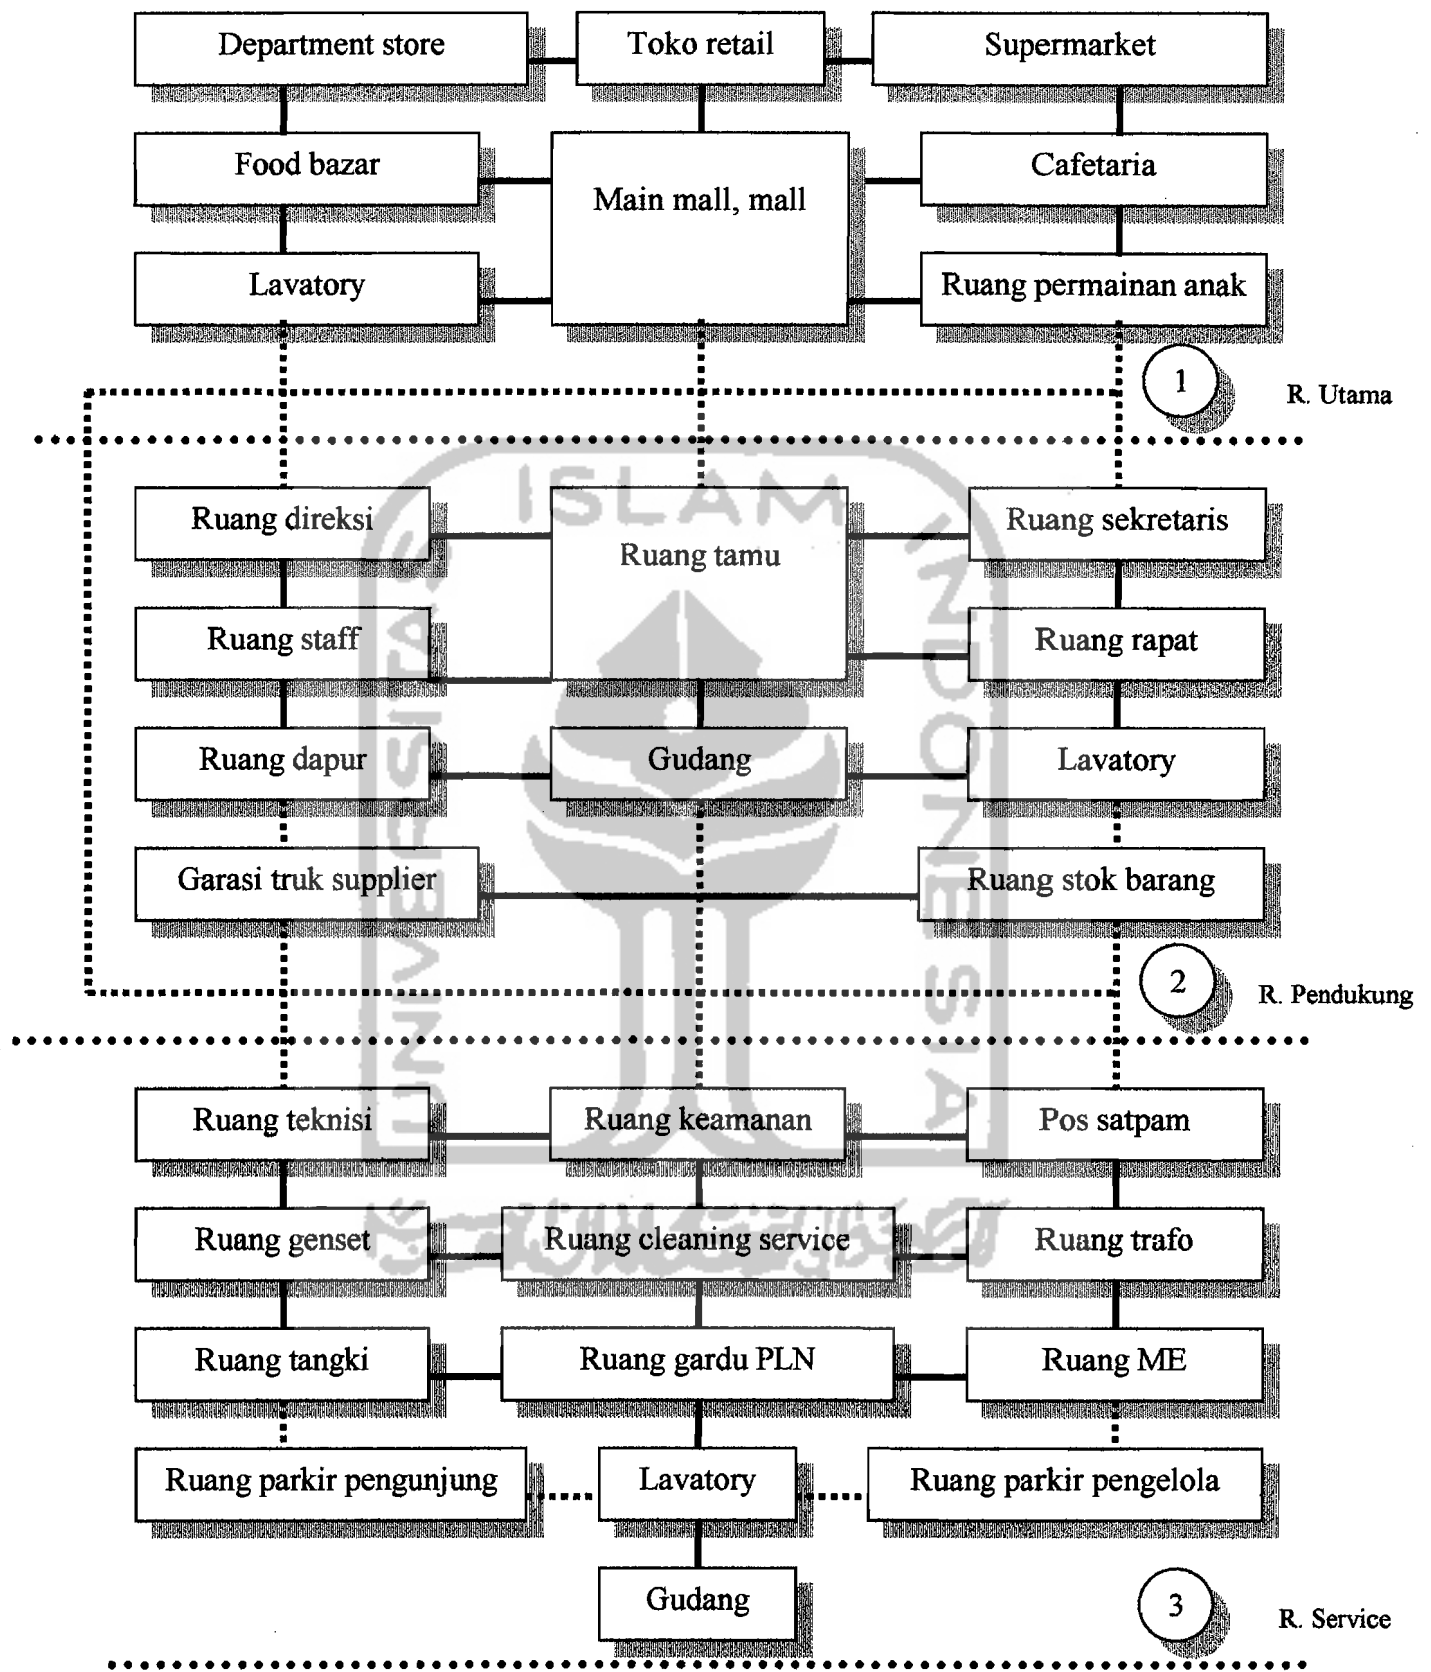 Department store
Toko retail
Supermarket
Food bazar
Main mall, mall
Cafetaria
Lavatory
Ruang permainan anak
1
R. Utama
ISLAM
UNIVERSITAS
INDONESIA
Ruang direksi
Ruang tamu
Ruang sekretaris
Ruang staff
Ruang rapat
Ruang dapur
Gudang
Lavatory
Garasi truk supplier
Ruang stok barang
2
R. Pendukung
Ruang teknisi
Ruang keamanan
Pos satpam
Ruang genset
Ruang cleaning service
Ruang trafo
Ruang tangki
Ruang gardu PLN
Ruang ME
Ruang parkir pengunjung
Lavatory
Ruang parkir pengelola
Gudang
3
R. Service